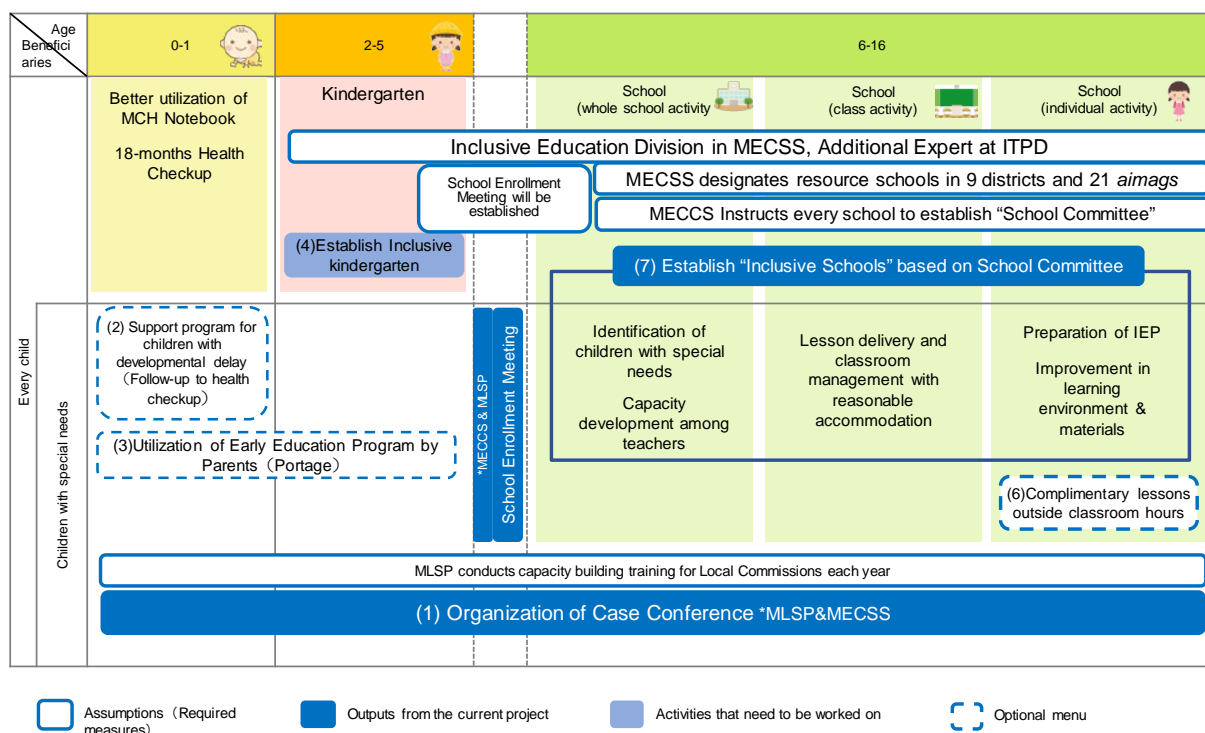 Age
Benefici
aries
0-1
2-5
6-16
Better utilization of
MCH Notebook
18-months Health
Checkup
Kindergarten
School
(whole school activity)
School
(class activity)
School
(individual activity)
Inclusive Education Division in MECSS, Additional Expert at ITPD
School Enrollment
Meeting will be
established
MECSS designates resource schools in 9 districts and 21 aimags
MECCS Instructs every school to establish “School Committee”
(4)Establish Inclusive
kindergarten
(7) Establish “Inclusive Schools” based on School Committee
Every child
Children with special needs
(2) Support program for
children with
developmental delay
(Follow-up to health
checkup)
(3)Utilization of Early Education Program by
Parents（Portage）
*MECCS & MLSP
School Enrollment Meeting
Identification of
children with special
needs
Capacity
development among
teachers
Lesson delivery and
classroom
management with
reasonable
accommodation
Preparation of IEP
Improvement in
learning
environment &
materials
(6)Complimentary lessons
outside classroom hours
MLSP conducts capacity building training for Local Commissions each year
(1) Organization of Case Conference *MLSP&MECSS
Assumptions（Required
measures）
Outputs from the current project
Activities that need to be worked on
Optional menu